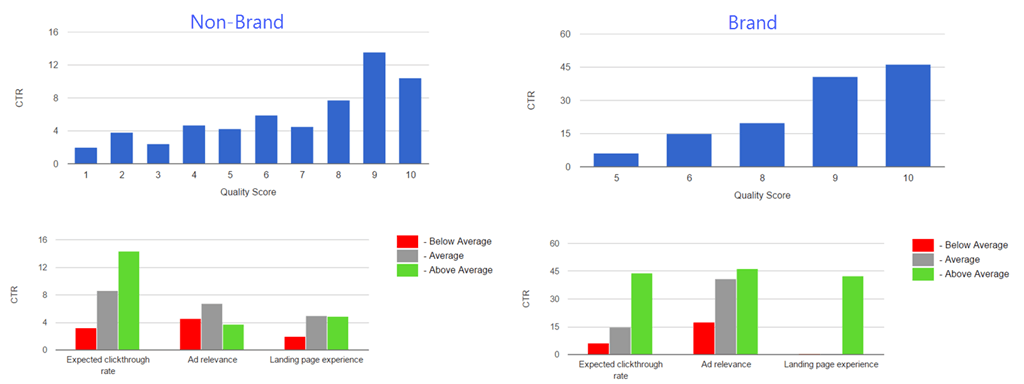 Non-Brand
16
12
8
4
0
CTR
1 2 3 4 5 6 7 8 9 10
Quality Score
Brand
60
45
30
15
0
CTR
5 6 8 9 10
Quality Score
16
12
8
4
0
CTR
Expected clickthrough
rate
Ad relevance
Landing page experience
- Below Average
- Average
- Above Average
60
45
30
15
0
CTR
Expected clickthrough
rate
Ad relevance
Landing page experience
- Below Average
- Average
- Above Average